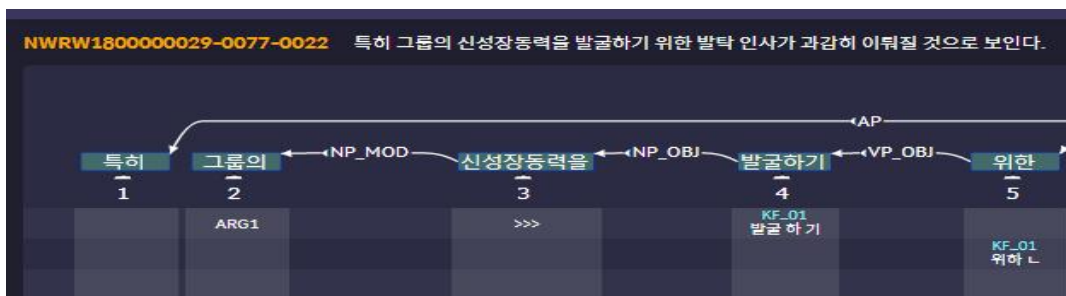 NWRW1800000029-0077-0022 특히 그룹의 신성장동력을 발굴하기 위한 발탁 인사가 과감히 이뤄질 것으로 보인다.
AP
특히 그룹의 NP_MOD 신성장동력을 NP_OBJ 발굴하기 VP_OBJ 위한
1 2 3 4 5
ARG1 >>> KF_01
발굴 하 기
KF_01
위하 ㄴ